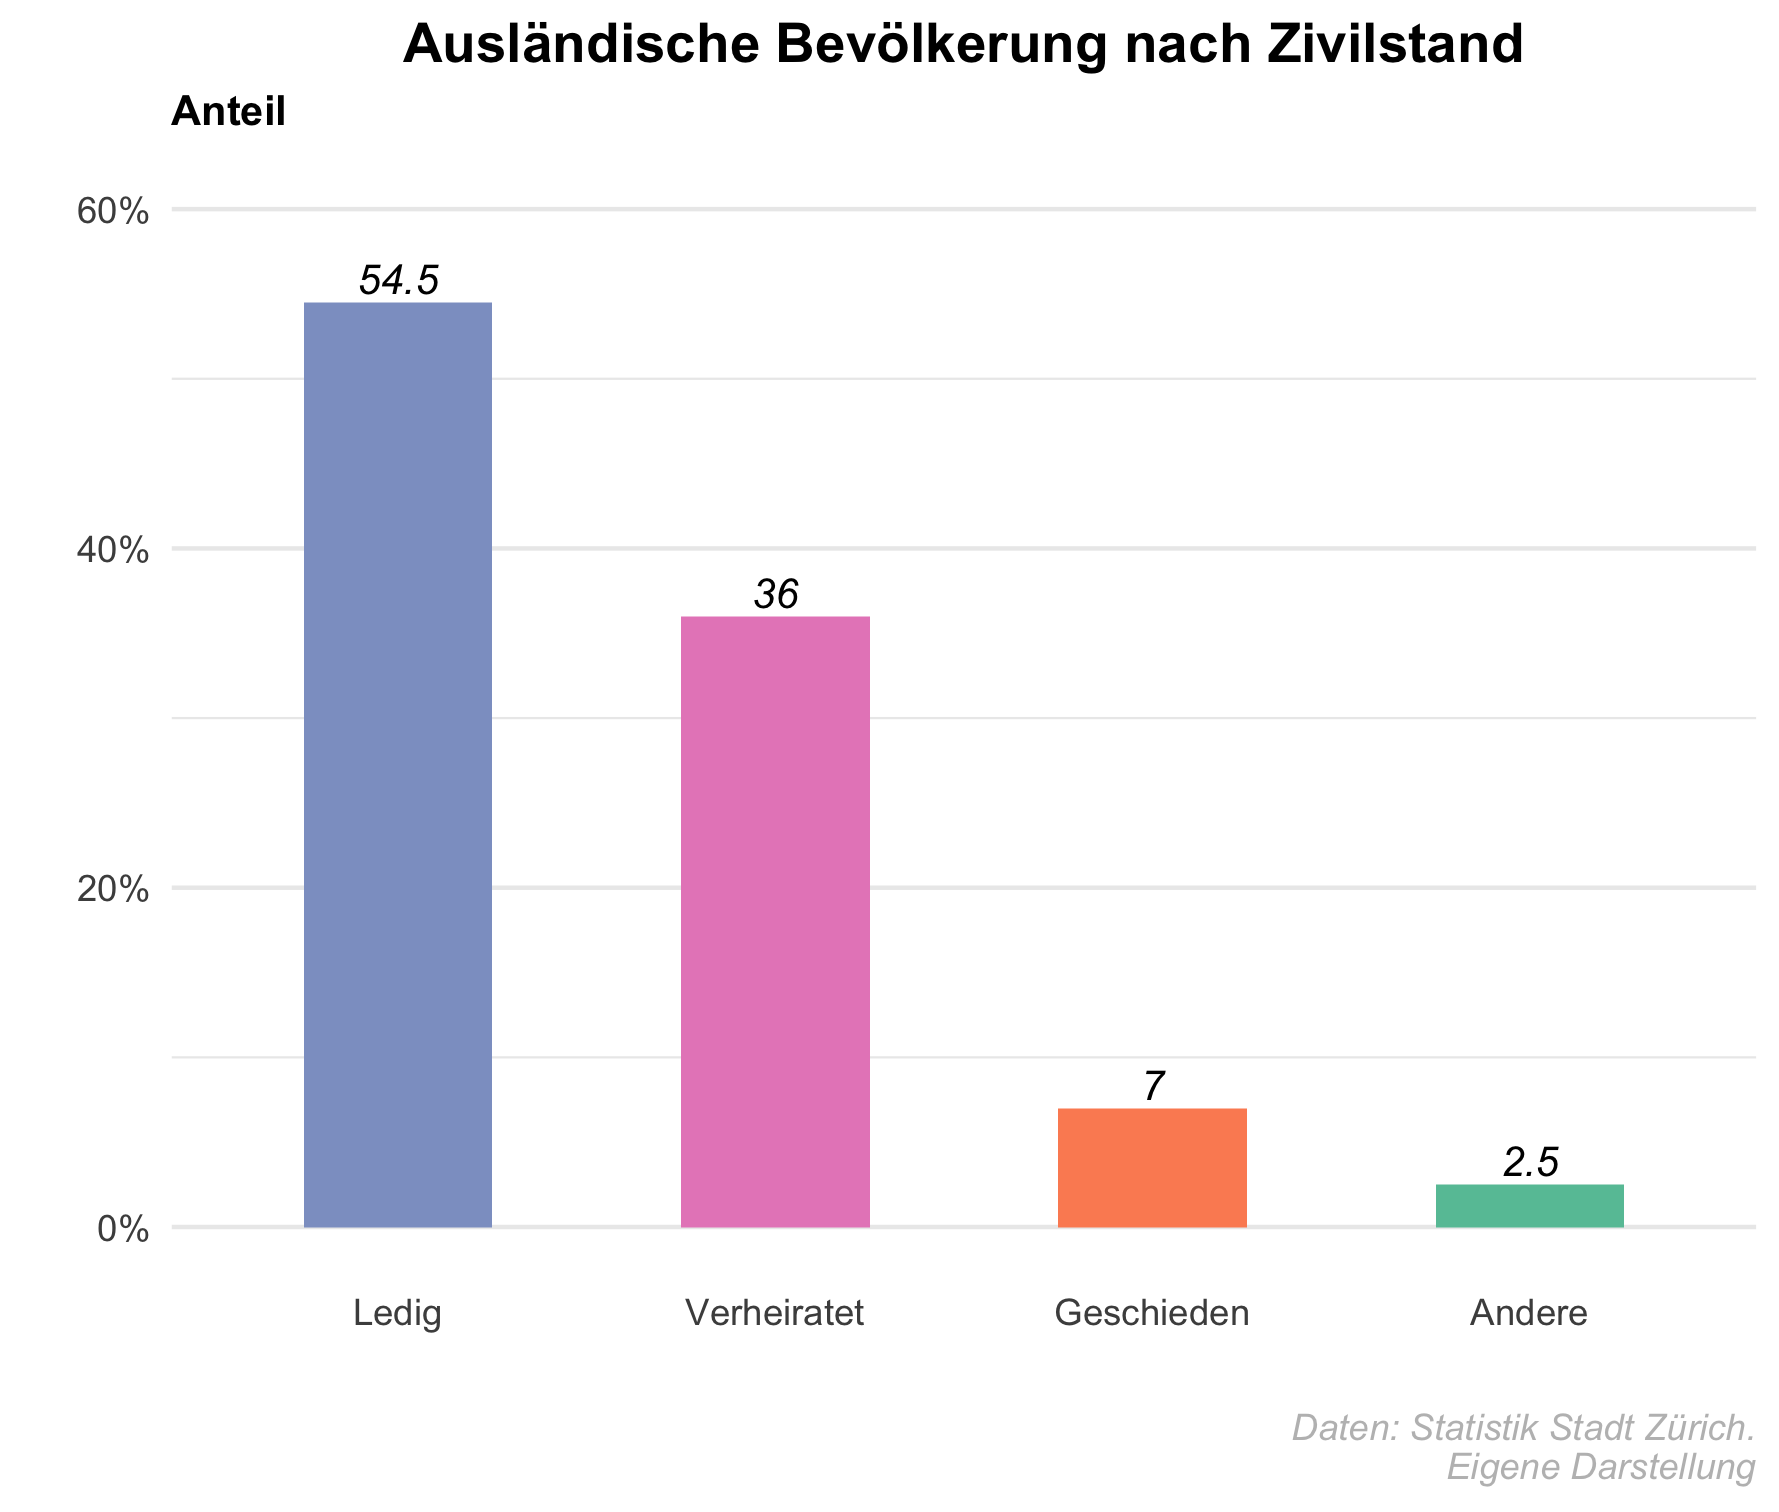 Ausländische Bevölkerung nach Zivilstand
Anteil
60%
54.5
40%
36
20%
7
2.5
0%
Ledig Verheiratet Geschieden Andere
Daten: Statistik Stadt Zürich.
Eigene Darstellung